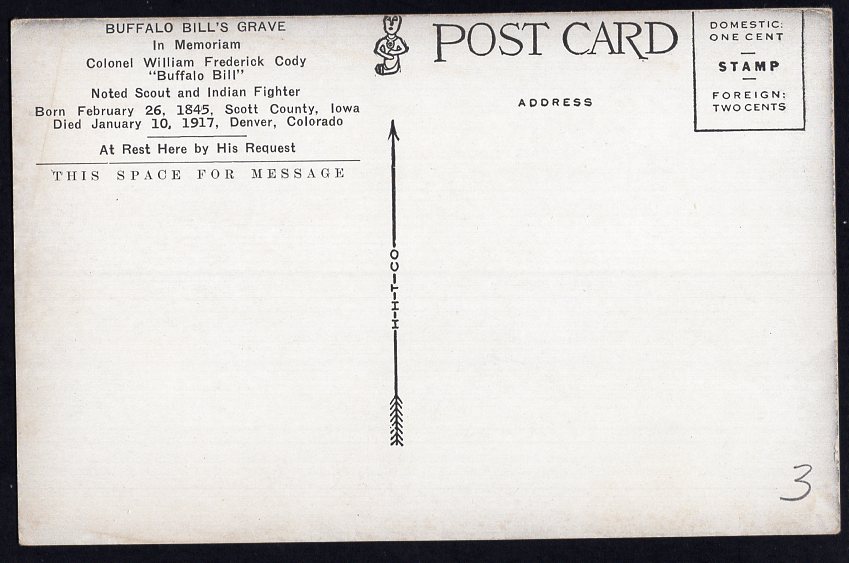 BUFFALO BILL'S GRAVE
In Memoriam
Colonel William Frederick Cody
"Buffalo Bill"
Noted Scout and Indian Fighter
Born February 26, 1845, Scott County, Iowa
Died January 10, 1917, Denver, Colorado
At Rest Here by His Request
THIS SPACE FOR MESSAGE
H-H-T-CO
POST CARD
ADDRESS
DOMESTIC:
ONE CENT
STAMP
FOREIGN:
TWO CENTS
3